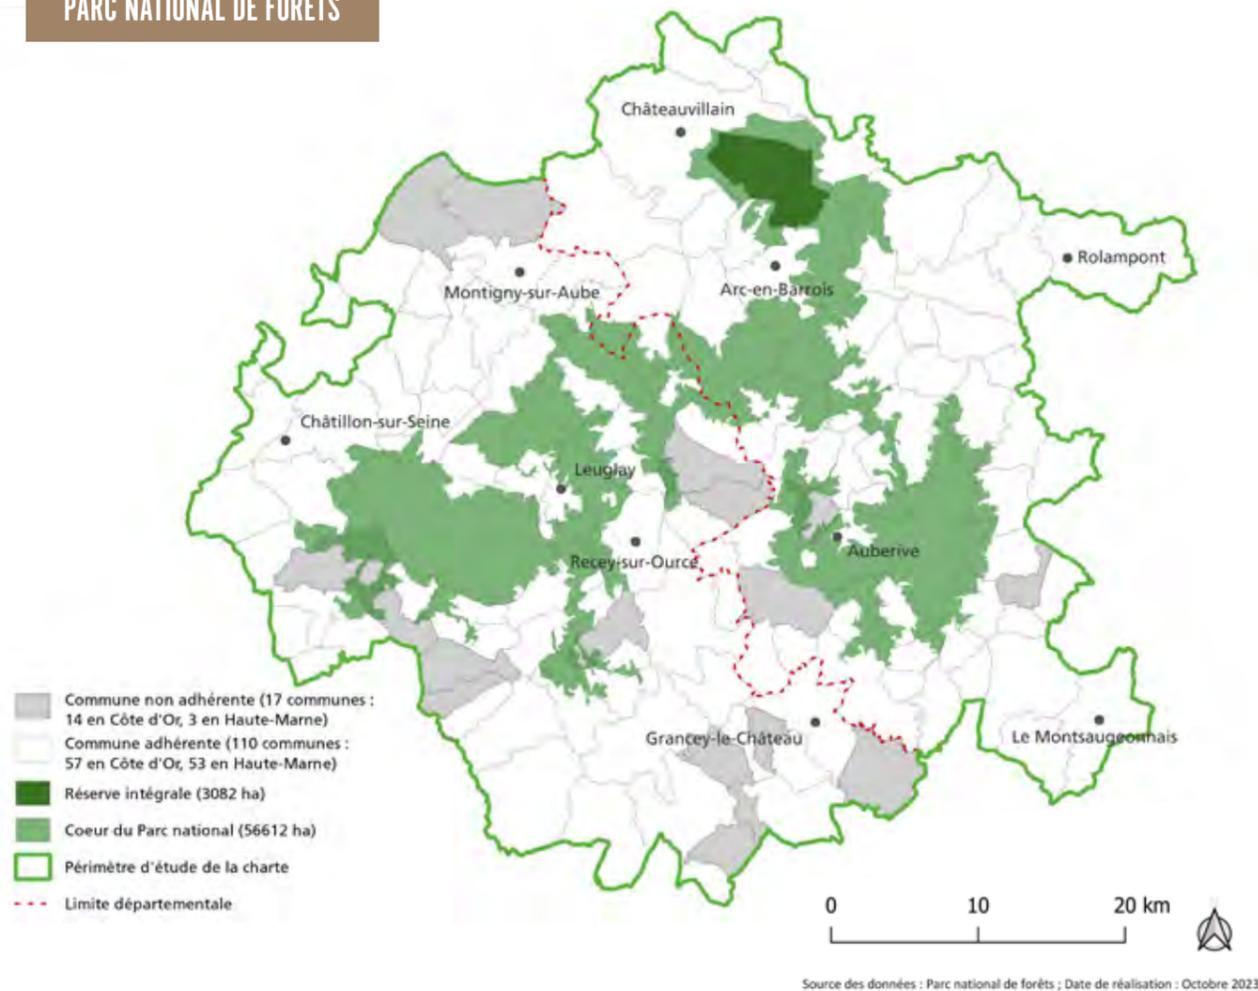 PARC NATIONAL DE FORÊTS
Châteauvillain
Rolampont
Montigny-sur-Aube
Arc-en-Barrois
Châtillon-sur-Seine
Leuglay
Recey-sur-Ource
Auberive
Grancey-le-Château
Le Montsaugeonnais
Commune non adhérente (17 communes :
14 en Côte d'Or, 3 en Haute-Marne)
Commune adhérente (110 communes :
57 en Côte d'Or, 53 en Haute-Marne)
Réserve intégrale (3082 ha)
Coeur du Parc national (56612 ha)
Périmètre d'étude de la charte
Limite départementale
0 10 20 km
Source des données : Parc national de forêts ; Date de réalisation : Octobre 2023